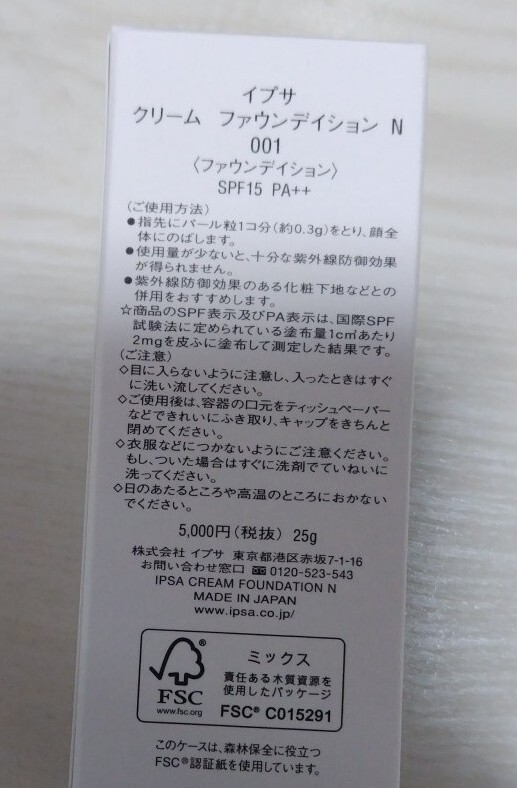 イプサ
クリーム ファウンデイション N
001
〈ファウンデイション〉
SPF15 PA++
〈ご使用方法〉
●指先にパール粒1コ分(約0.3g)をとり、顔全
体にのばします。
●使用量が少ないと、十分な紫外線防御効果
が得られません。
●紫外線防御効果のある化粧下地などとの
併用をおすすめします。
☆商品のSPF表示及びPA表示は、国際SPF
試験法に定められている塗布量1c㎡あたり
2mgを皮ふに塗布して測定した結果です。
〈ご注意〉
◇目に入らないように注意し、入ったときはすぐ
に洗い流してください。
◇ご使用後は、容器の口元をティッシュペーパー
などできれいにふき取り、キャップをきちんと
閉めてください。
◇衣服などにつかないようにご注意ください。
もし、ついた場合はすぐに洗剤でていねいに
洗ってください。
◇日のあたるところや高温のところにおかない
でください。
5,000円(税抜) 25g
株式会社 イプサ 東京都港区赤坂7-1-16
お問い合わせ窓口 0120-523-543
IPSA CREAM FOUNDATION N
MADE IN JAPAN
www.ipsa.co.jp/
®
FSC
www.fsc.org
ミックス
責任ある木質資源を
使用したパッケージ
FSC® C015291
このケースは、森林保全に役立つ
FSC®認証紙を使用しています。